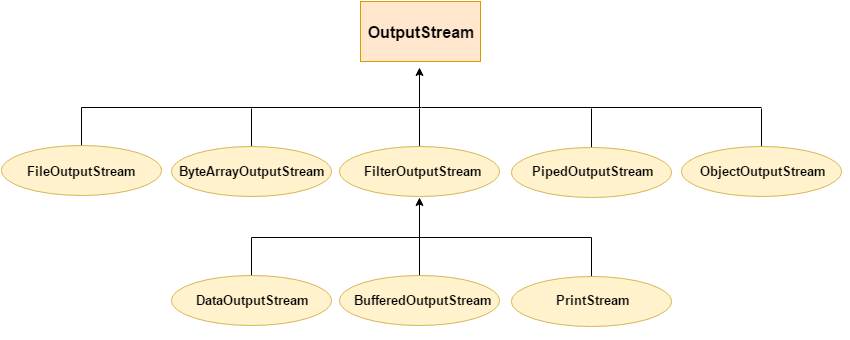 OutputStream
FileOutputStream
ByteArrayOutputStream
FilterOutputStream
PipedOutputStream
ObjectOutputStream
DataOutputStream
BufferedOutputStream
PrintStream